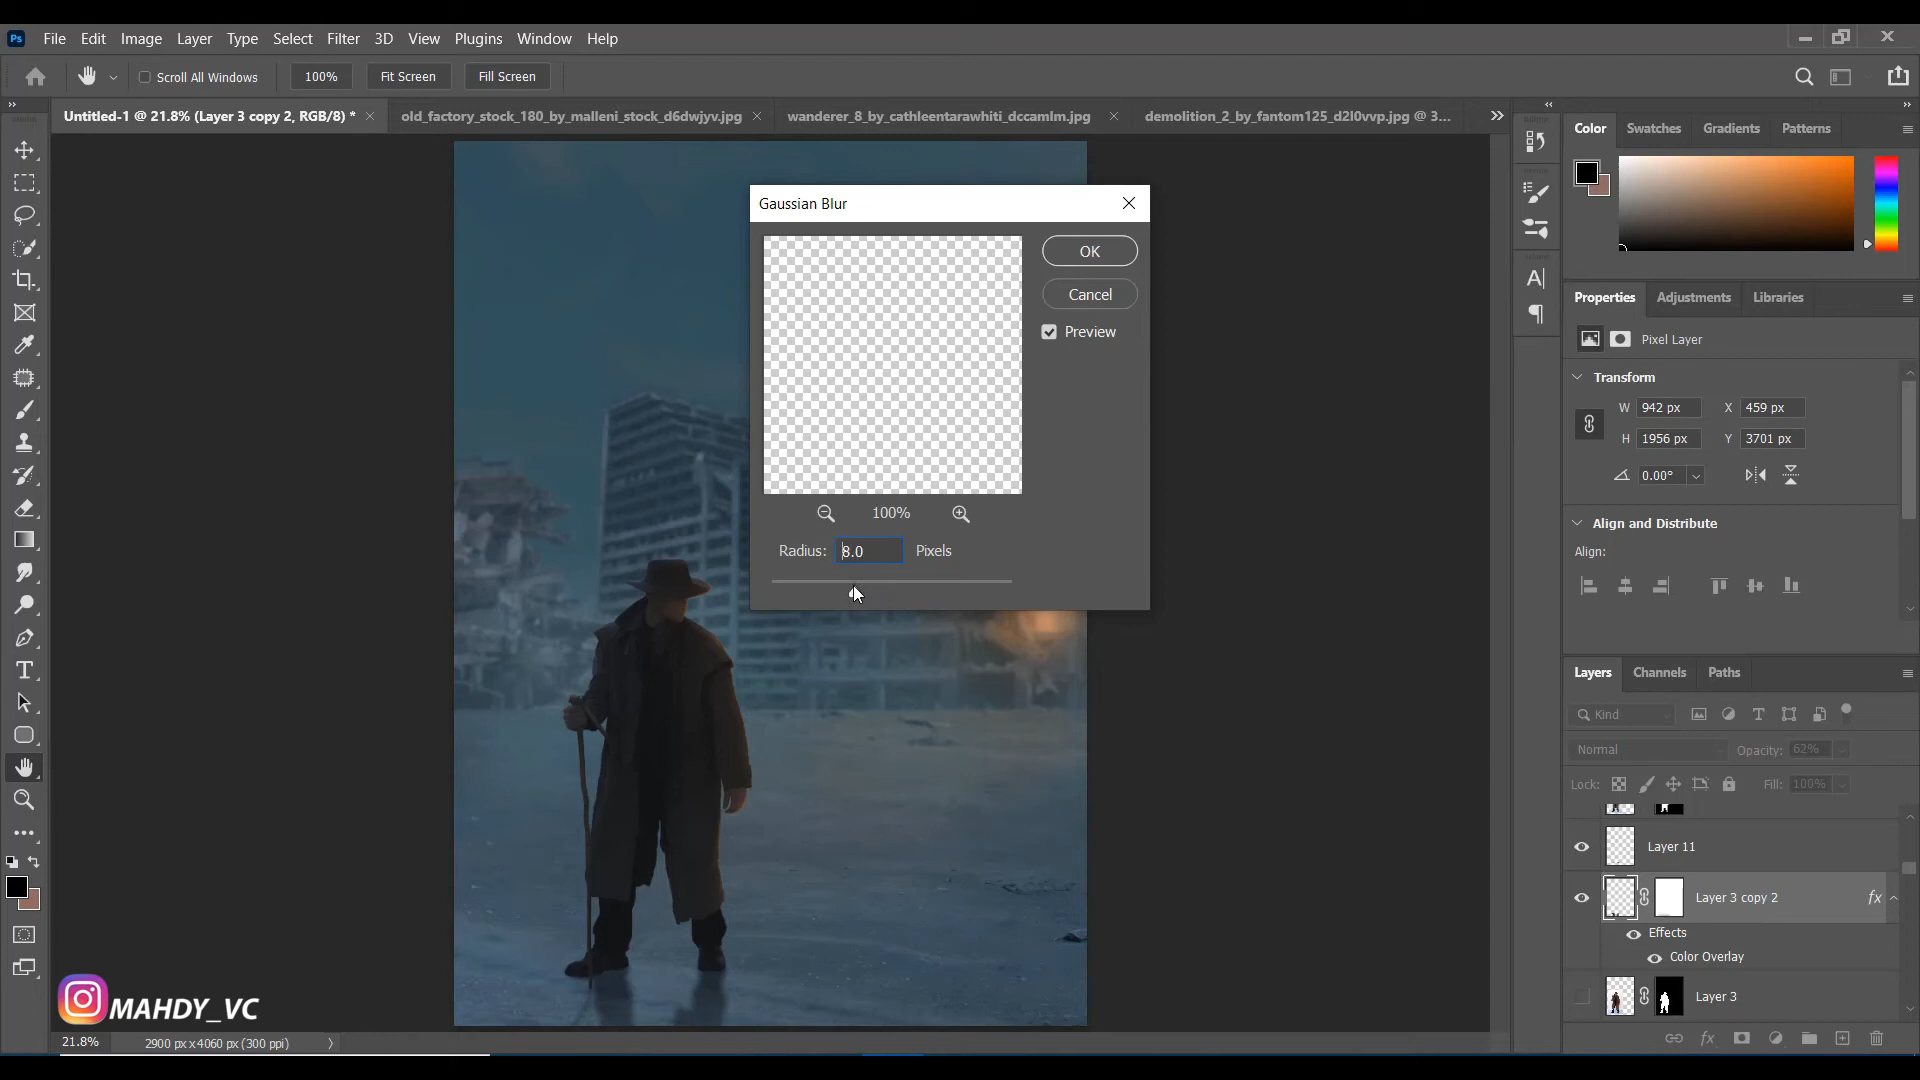 Ps File Edit Image Layer Type Select Filter 3D View Plugins Window Help
Scroll All Windows 100% Fit Screen Fill Screen
Untitled-1 @ 21.8% (Layer 3 copy 2, RGB/8) * old_factory_stock_180_by_malleni_stock_d6dwjyv.jpg wanderer_8_by_cathleentarawhiti_dccamlm.jpg demolition_2_by_fantom125_d2l0vvp.jpg @ 3...
Color Swatches Gradients Patterns
Gaussian Blur
OK
Cancel
Preview
100%
Radius: 8.0 Pixels
Properties Adjustments Libraries
Pixel Layer
Transform
W 942 px X 459 px
H 1956 px Y 3701 px
0.00°
Align and Distribute
Align:
Layers Channels Paths
Kind
Normal Opacity: 62%
Lock: Fill: 100%
Layer 11
Layer 3 copy 2 fx
Effects
Color Overlay
Layer 3
fx
MAHDY_VC
21.8% 2900 px x 4060 px (300 ppi)